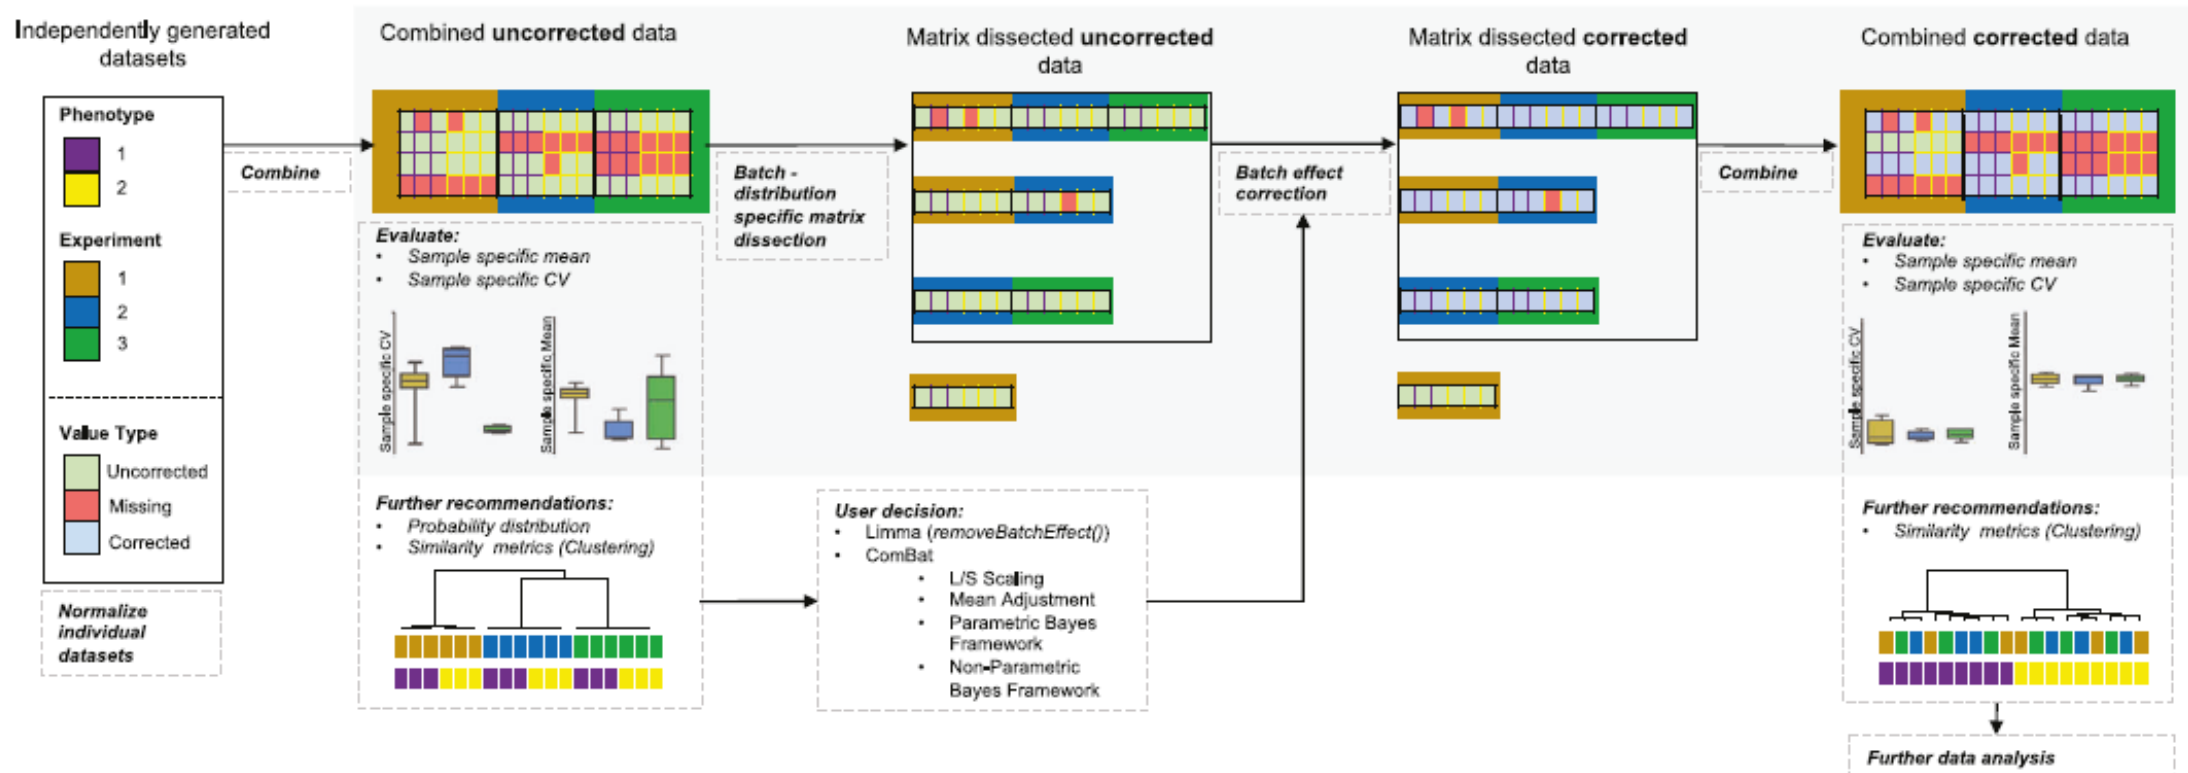 Independently generated
datasets
Phenotype
1
2
Experiment
1
2
3
Value Type
Uncorrected
Missing
Corrected
Normalize
individual
datasets
Combine
Combined uncorrected data
Evaluate:
• Sample specific mean
• Sample specific CV
Sample specific CV
Sample specific Mean
Further recommendations:
• Probability distribution
• Similarity metrics (Clustering)
Batch -
distribution
specific matrix
dissection
Matrix dissected uncorrected
data
User decision:
• Limma (removeBatchEffect())
• ComBat
• L/S Scaling
• Mean Adjustment
• Parametric Bayes
Framework
• Non-Parametric
Bayes Framework
Batch effect
correction
Matrix dissected corrected
data
Combine
Combined corrected data
Evaluate:
• Sample specific mean
• Sample specific CV
Sample specific CV
Sample specific Mean
Further recommendations:
• Similarity metrics (Clustering)
Further data analysis